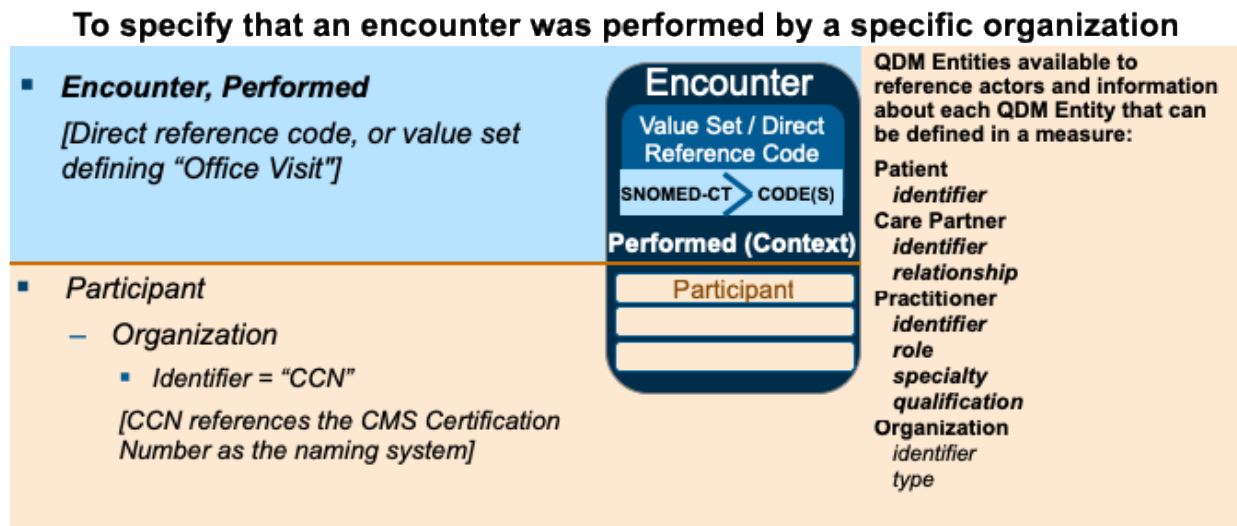 To specify that an encounter was performed by a specific organization
▪ Encounter, Performed
[Direct reference code, or value set
defining “Office Visit"]
▪ Participant
– Organization
▪ Identifier = “CCN”
[CCN references the CMS Certification
Number as the naming system]
Encounter
Value Set / Direct
Reference Code
SNOMED-CT CODE(S)
Performed (Context)
Participant
QDM Entities available to
reference actors and information
about each QDM Entity that can
be defined in a measure:
Patient
identifier
Care Partner
identifier
relationship
Practitioner
identifier
role
specialty
qualification
Organization
identifier
type